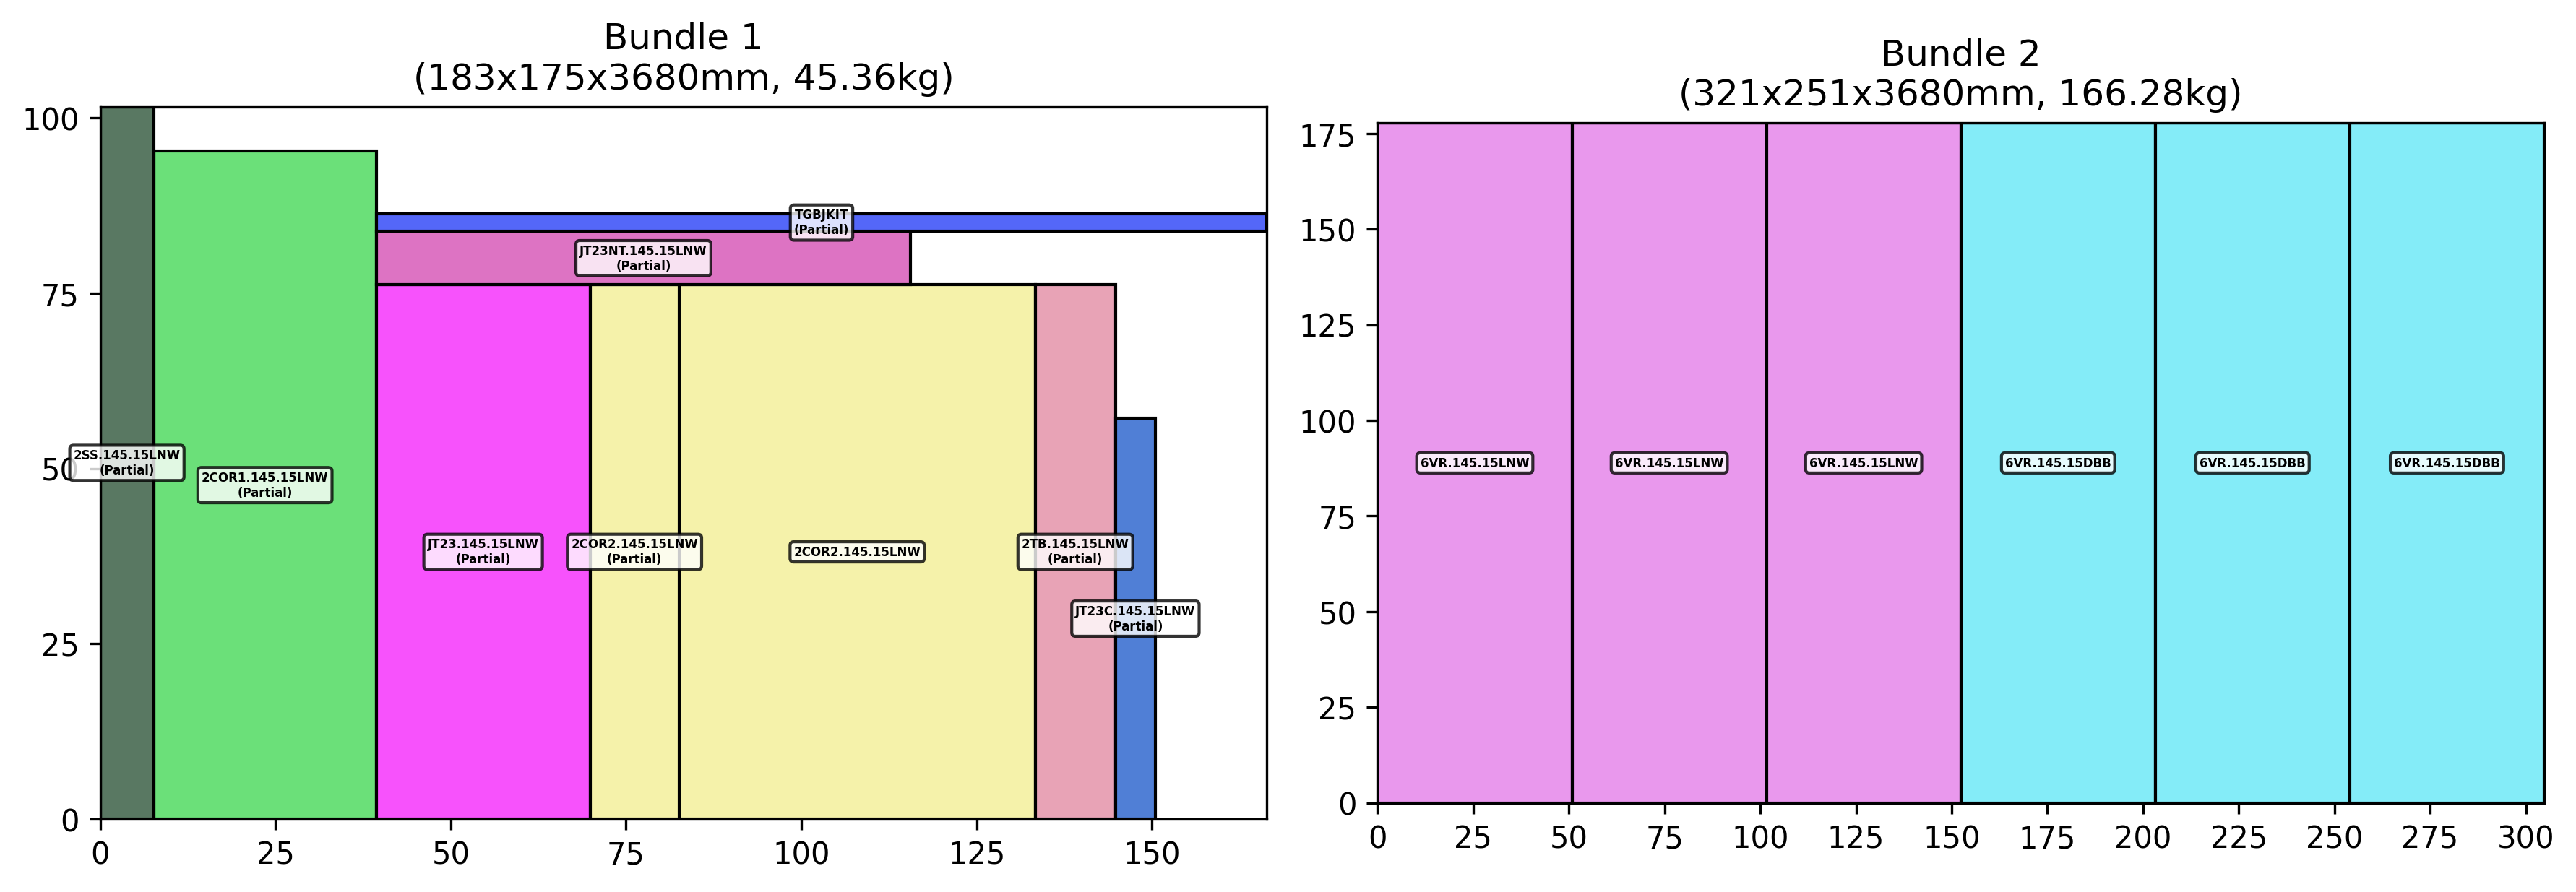 Bundle 1
(183x175x3680mm, 45.36kg)
100
75
50
25
0
0 25 50 75 100 125 150
TGBJKIT
(Partial)
JT23NT.145.15LNW
(Partial)
2SS.145.15LNW
(Partial)
2COR1.145.15LNW
(Partial)
JT23.145.15LNW
(Partial)
2COR2.145.15LNW
(Partial)
2COR2.145.15LNW
2TB.145.15LNW
(Partial)
JT23C.145.15LNW
(Partial)
Bundle 2
(321x251x3680mm, 166.28kg)
175
150
125
100
75
50
25
0
0 25 50 75 100 125 150 175 200 225 250 275 300
6VR.145.15LNW
6VR.145.15LNW
6VR.145.15LNW
6VR.145.15DBB
6VR.145.15DBB
6VR.145.15DBB